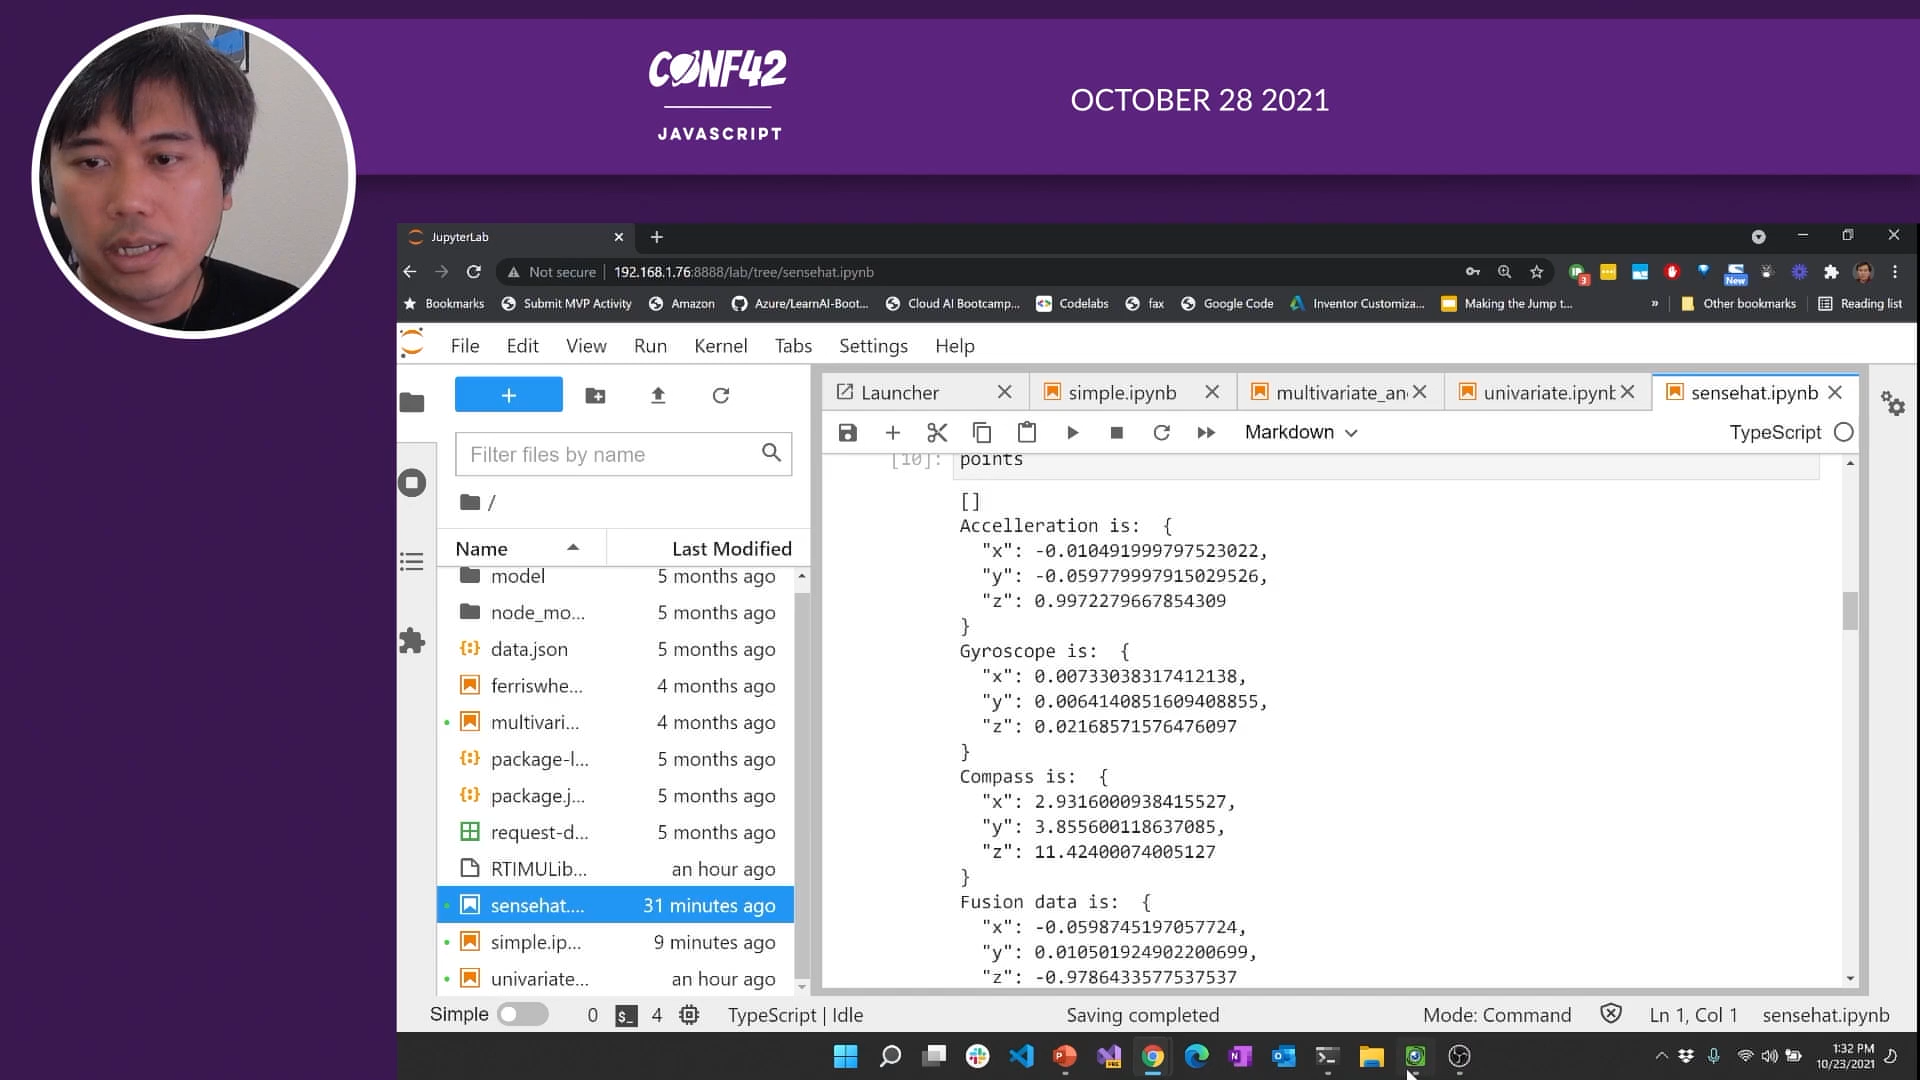 CONF42
JAVASCRIPT
OCTOBER 28 2021
JupyterLab
Not secure
192.168.1.76:8888/lab/tree/sensehat.ipynb
3
New
Bookmarks
Submit MVP Activity
Amazon
Azure/LearnAI-Boot...
Cloud AI Bootcamp...
Codelabs
fax
Google Code
Inventor Customiza...
Making the Jump t...
»
Other bookmarks
Reading list
File Edit View Run Kernel Tabs Settings Help
Launcher
simple.ipynb
multivariate_an
univariate.ipynb
sensehat.ipynb
Markdown
TypeScript
Filter files by name
/
Name Last Modified
model 5 months ago
node_mo... 5 months ago
data.json 5 months ago
ferriswhe... 4 months ago
multivari... 4 months ago
package-l... 5 months ago
package.j... 5 months ago
request-d... 5 months ago
RTIMULib... an hour ago
sensehat.... 31 minutes ago
simple.ip... 9 minutes ago
univariate... an hour ago
[10]: points
[]
Accelleration is: {
"x": -0.010491999797523022,
"y": -0.059779997915029526,
"z": 0.9972279667854309
}
Gyroscope is: {
"x": 0.00733038317412138,
"y": 0.0064140851609408855,
"z": 0.02168571576476097
}
Compass is: {
"x": 2.9316000938415527,
"y": 3.855600118637085,
"z": 11.42400074005127
}
Fusion data is: {
"x": -0.0598745197057724,
"y": 0.010501924902200699,
"z": -0.9786433577537537
Simple 0 $_ 4 TypeScript | Idle Saving completed Mode: Command Ln 1, Col 1 sensehat.ipynb
1:32 PM
10/23/2021